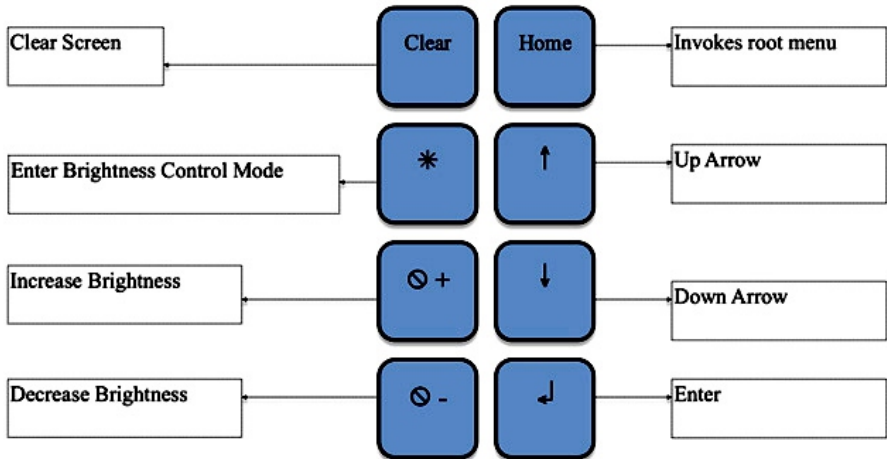 Clear Screen
Clear
Home
Invokes root menu
Enter Brightness Control Mode
*
↑
Up Arrow
Increase Brightness
⦸ +
↓
Down Arrow
Decrease Brightness
⦸ -
↲
Enter